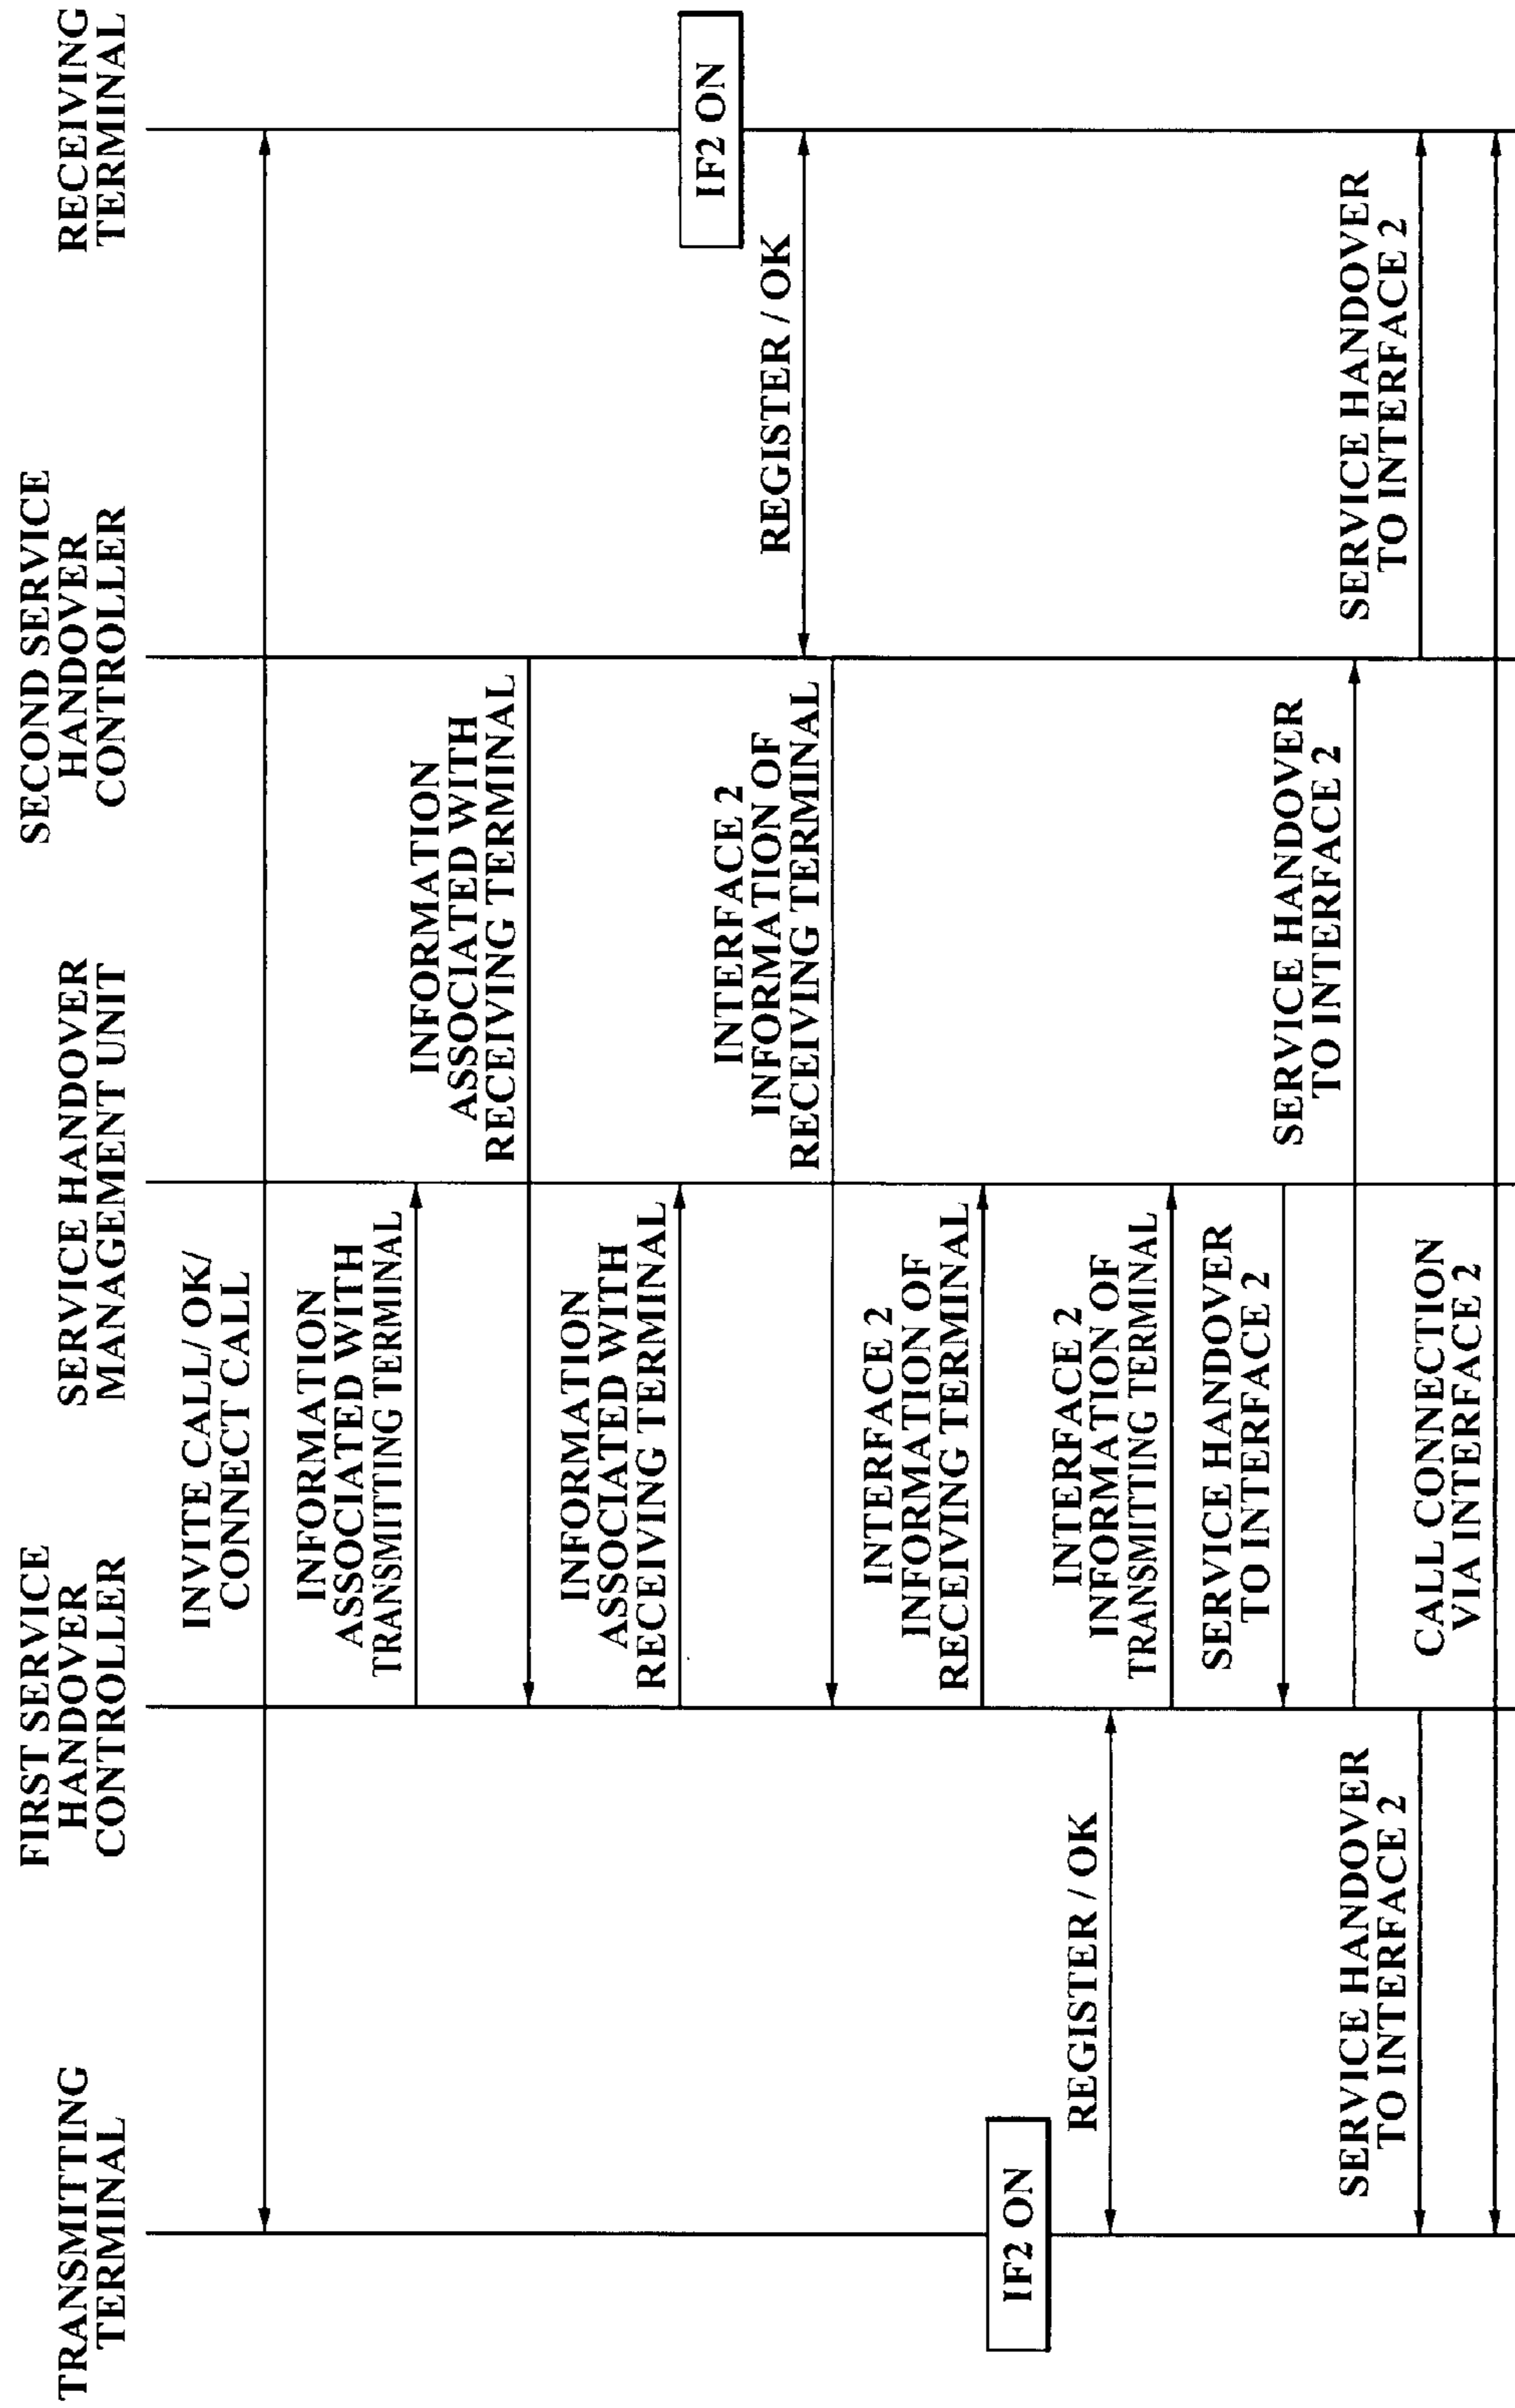 TRANSMITTING
TERMINAL
FIRST SERVICE
HANDOVER
CONTROLLER
SERVICE HANDOVER
MANAGEMENT UNIT
SECOND SERVICE
HANDOVER
CONTROLLER
RECEIVING
TERMINAL
INVITE CALL/ OK/
CONNECT CALL
INFORMATION
ASSOCIATED WITH
TRANSMITTING TERMINAL
INFORMATION
ASSOCIATED WITH
RECEIVING TERMINAL
INFORMATION
ASSOCIATED WITH
RECEIVING TERMINAL
IF2 ON
REGISTER / OK
INTERFACE 2
INFORMATION OF
RECEIVING TERMINAL
INTERFACE 2
INFORMATION OF
RECEIVING TERMINAL
IF2 ON
REGISTER / OK
INTERFACE 2
INFORMATION OF
TRANSMITTING TERMINAL
SERVICE HANDOVER
TO INTERFACE 2
SERVICE HANDOVER
TO INTERFACE 2
SERVICE HANDOVER
TO INTERFACE 2
SERVICE HANDOVER
TO INTERFACE 2
CALL CONNECTION
VIA INTERFACE 2